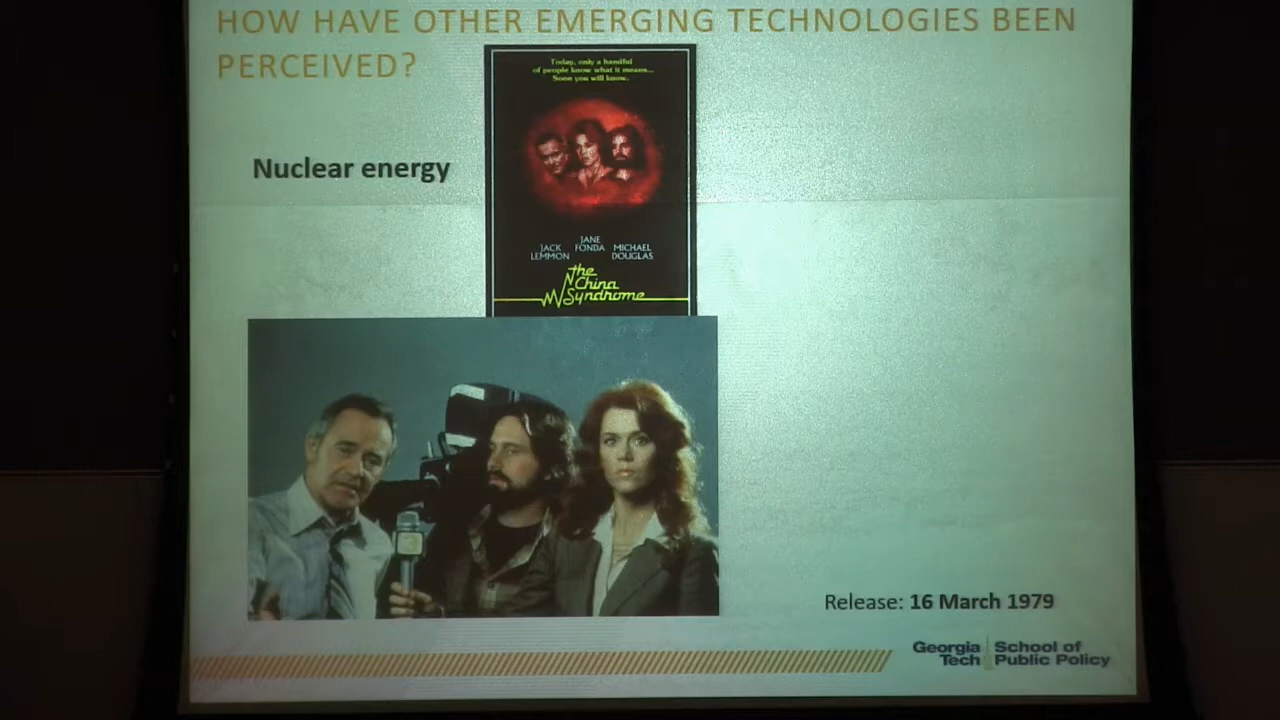 HOW HAVE OTHER EMERGING TECHNOLOGIES BEEN
PERCEIVED?
Today, only a handful
of people know what it means...
Soon you will know.
Nuclear energy
JACK
LEMMON
JANE
FONDA
MICHAEL
DOUGLAS
the
China
Syndrome
Release: 16 March 1979
Georgia
Tech
School of
Public Policy